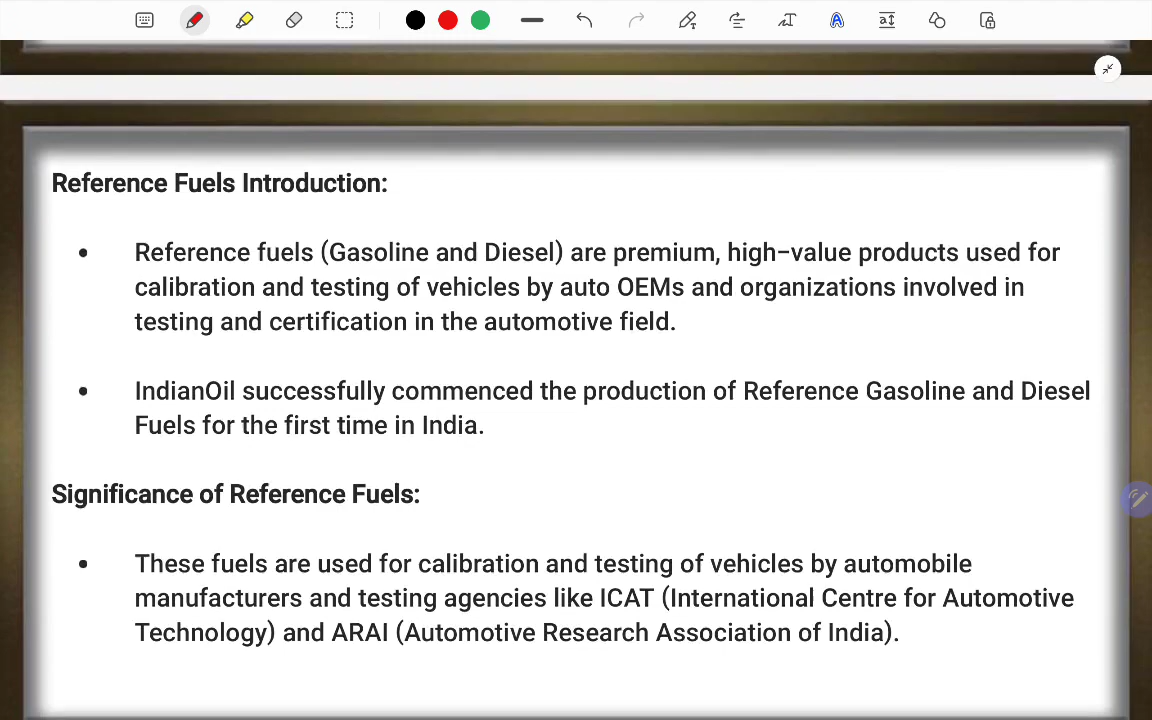 Reference Fuels Introduction:
• Reference fuels (Gasoline and Diesel) are premium, high-value products used for
calibration and testing of vehicles by auto OEMs and organizations involved in
testing and certification in the automotive field.
• IndianOil successfully commenced the production of Reference Gasoline and Diesel
Fuels for the first time in India.
Significance of Reference Fuels:
• These fuels are used for calibration and testing of vehicles by automobile
manufacturers and testing agencies like ICAT (International Centre for Automotive
Technology) and ARAI (Automotive Research Association of India).